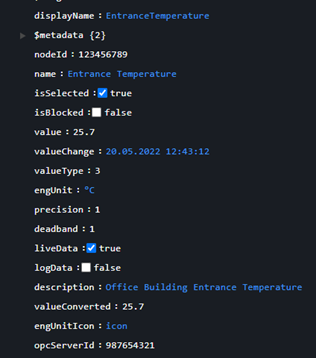 displayName : EntranceTemperature
$metadata {2}
nodeId : 123456789
name : Entrance Temperature
isSelected : true
isBlocked : false
value : 25.7
valueChange : 20.05.2022 12:43:12
valueType : 3
engUnit : °C
precision : 1
deadband : 1
liveData : true
logData : false
description : Office Building Entrance Temperature
valueConverted : 25.7
engUnitIcon : icon
opcServerId : 987654321